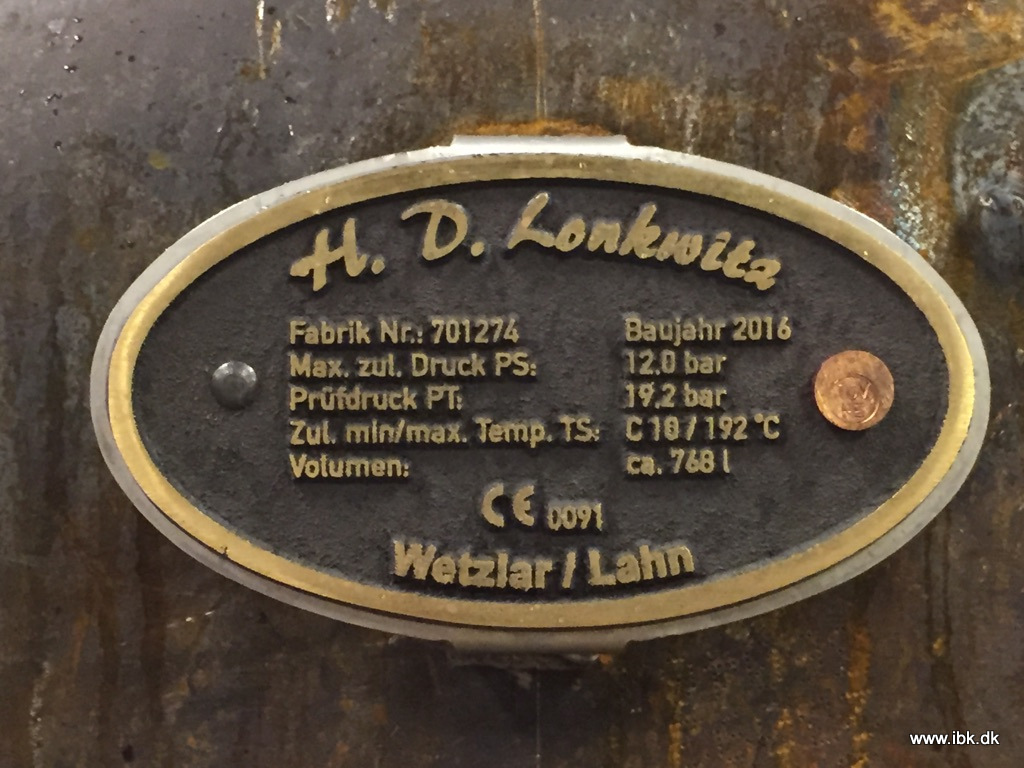 H. D. Lonkwitz
Fabrik Nr.: 701274 Baujahr 2016
Max. zul. Druck PS: 12,0 bar
Prüfdruck PT: 19,2 bar
Zul. min/max. Temp. TS: C 10 / 192 °C
Volumen: ca. 768 l
CE 0091
Wetzlar / Lahn
www.ibk.dk